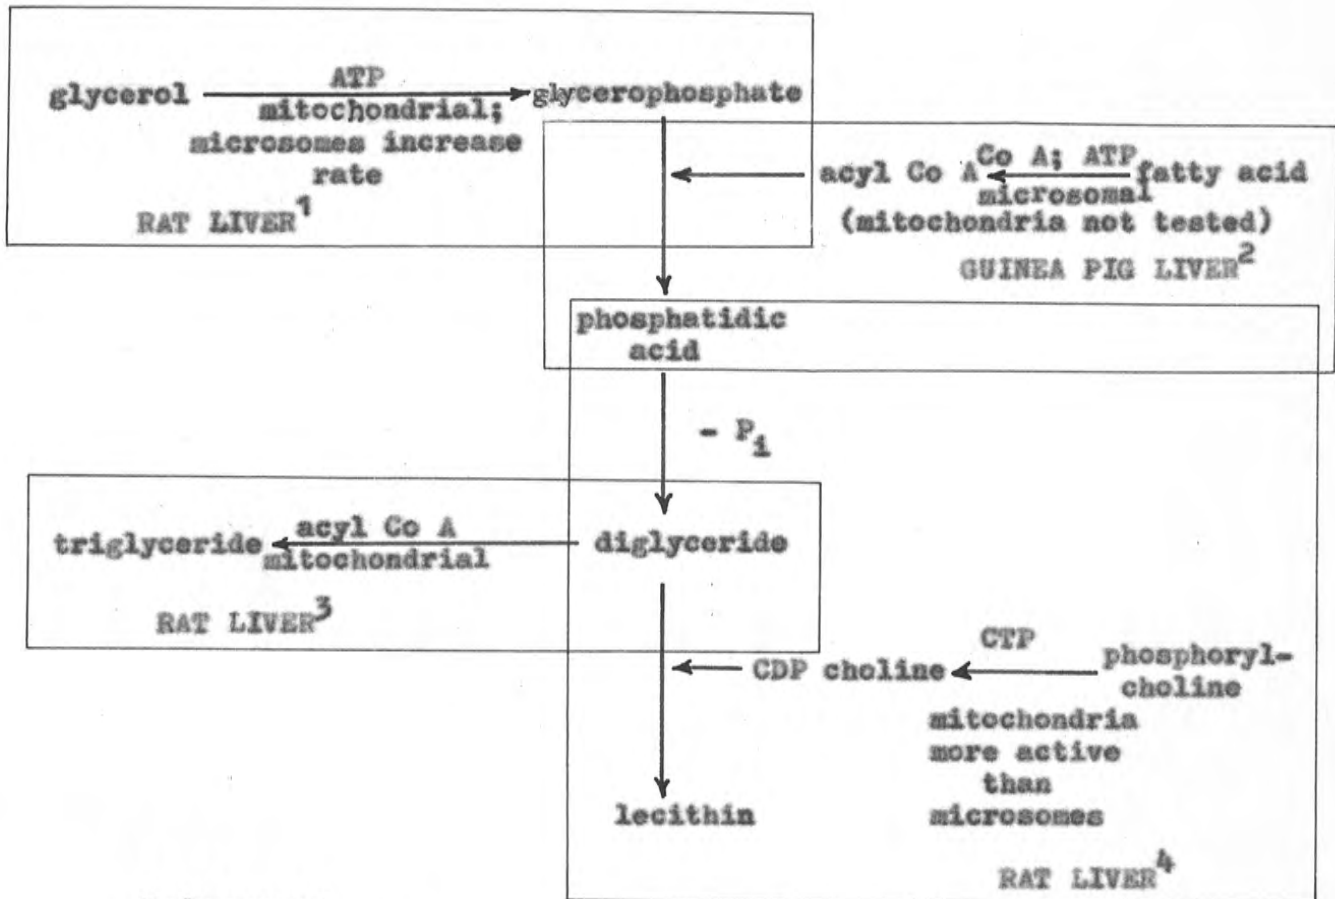 ATP
glycerol glycerophosphate
mitochondrial;
microsomes increase
rate
RAT LIVER1
acyl Co A Co A; ATP fatty acid
microsomal
(mitochondria not tested)
GUINEA PIG LIVER2
phosphatidic
acid
- Pi
acyl Co A
triglyceride diglyceride
mitochondrial
RAT LIVER3
CTP
CDP choline phosphoryl-
choline
mitochondria
more active
than
microsomes
lecithin
RAT LIVER4